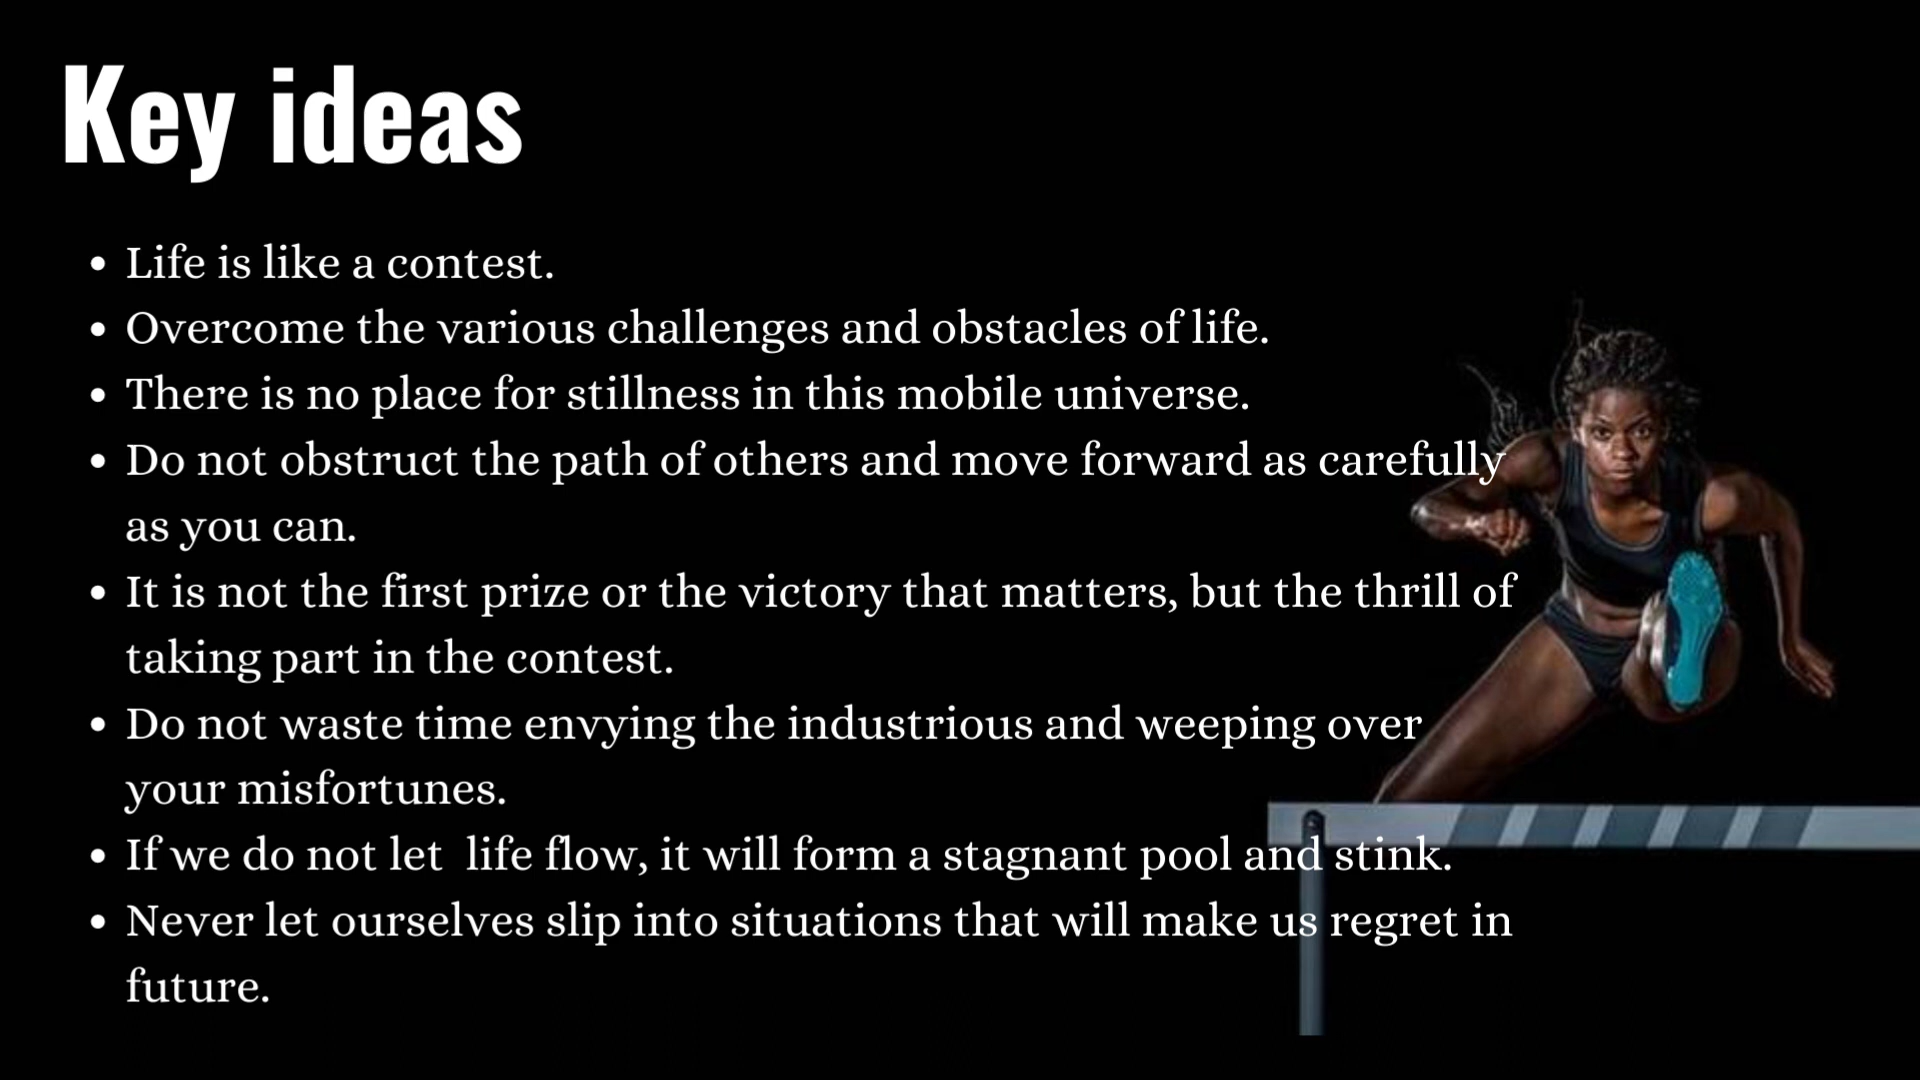 Key ideas
• Life is like a contest.
• Overcome the various challenges and obstacles of life.
• There is no place for stillness in this mobile universe.
• Do not obstruct the path of others and move forward as carefully
as you can.
• It is not the first prize or the victory that matters, but the thrill of
taking part in the contest.
• Do not waste time envying the industrious and weeping over
your misfortunes.
• If we do not let  life flow, it will form a stagnant pool and stink.
• Never let ourselves slip into situations that will make us regret in
future.